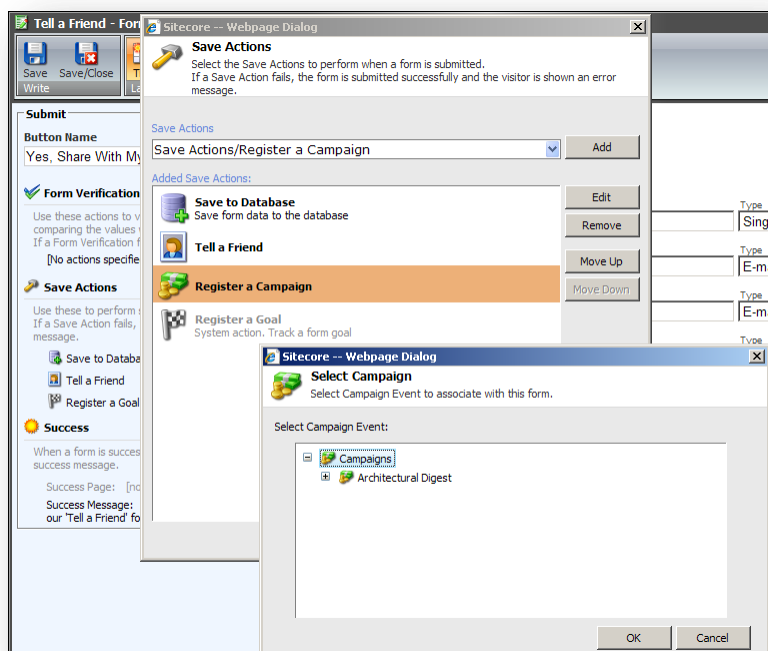 Tell a Friend - For
Save
Save/Close
Write
Submit
Button Name
Yes, Share With My
Form Verification
Use these actions to v
comparing the values
If a Form Verification f
[No actions specifie
Save Actions
Use these to perform
If a Save Action fails,
message.
Save to Databa
Tell a Friend
Register a Goal
Success
When a form is succes
success message.
Success Page: [no
Success Message:
our 'Tell a Friend' fo
Sitecore -- Webpage Dialog
Save Actions
Select the Save Actions to perform when a form is submitted.
If a Save Action fails, the form is submitted successfully and the visitor is shown an error
message.
Save Actions
Save Actions/Register a Campaign
Add
Added Save Actions:
Save to Database
Save form data to the database
Tell a Friend
Register a Campaign
Register a Goal
System action. Track a form goal
Edit
Remove
Move Up
Move Down
Type
Sing
Type
E-ma
Type
E-ma
Type
Sitecore -- Webpage Dialog
Select Campaign
Select Campaign Event to associate with this form.
Select Campaign Event:
Campaigns
Architectural Digest
OK
Cancel